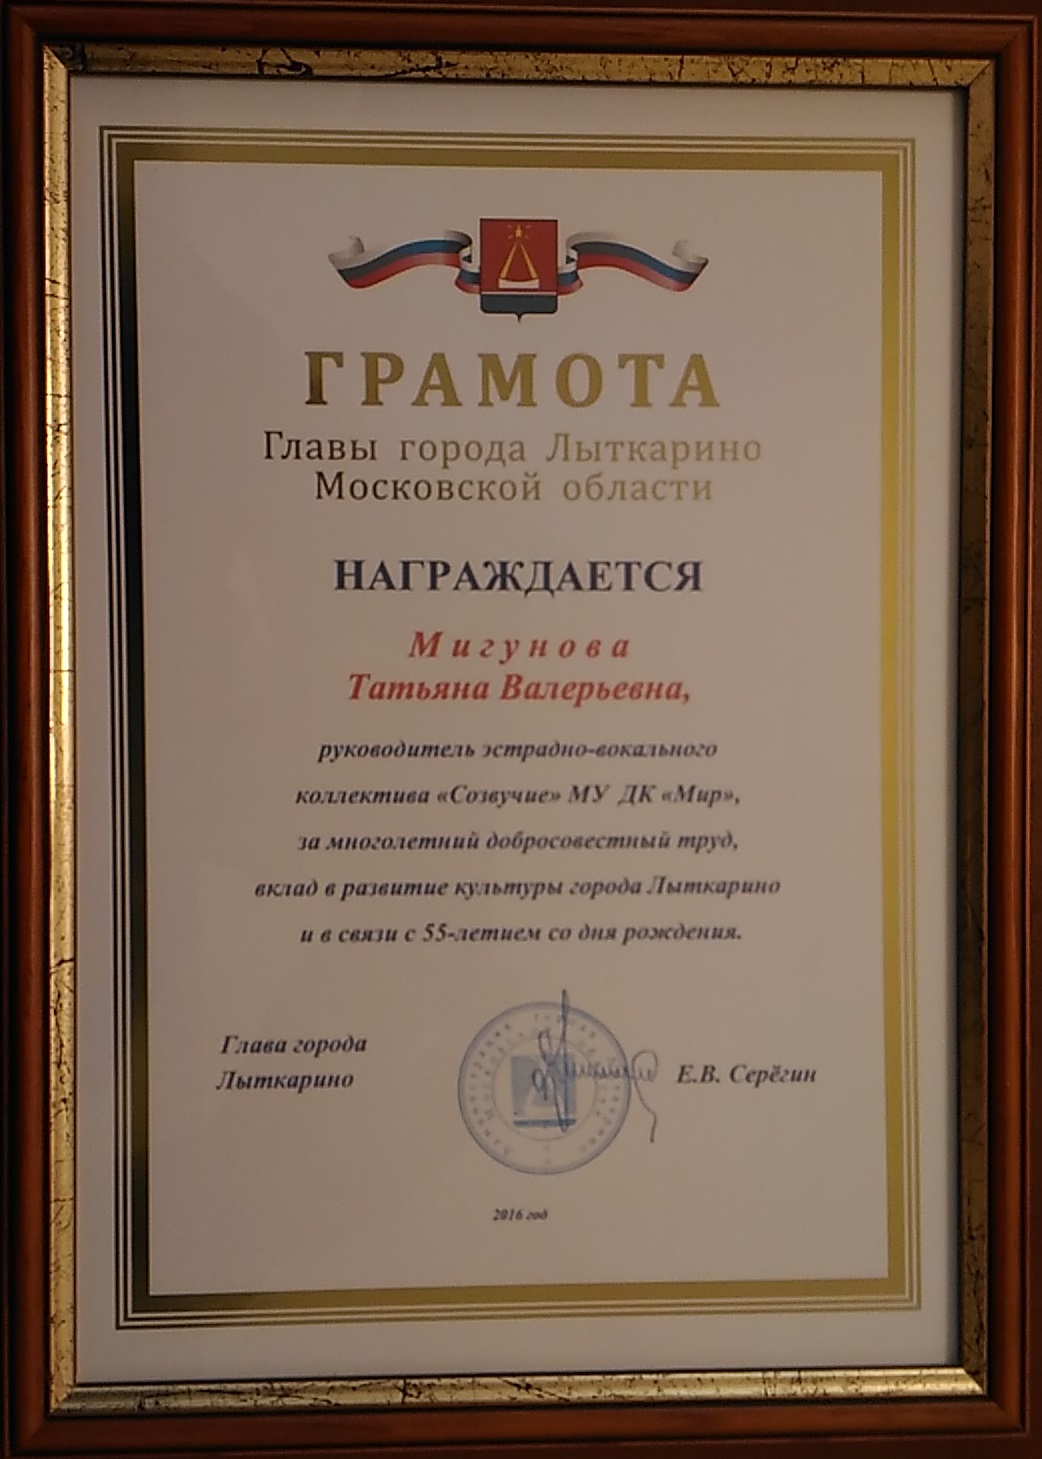 ГРАМОТА
Главы города Лыткарино
Московской области
НАГРАЖДАЕТСЯ
Мигунова
Татьяна Валерьевна,
руководитель эстрадно-вокального
коллектива «Созвучие» МУ ДК «Мир»,
за многолетний добросовестный труд,
вклад в развитие культуры города Лыткарино
и в связи с 55-летием со дня рождения.
Глава города
Лыткарино
Е.В. Серёгин
2016 год